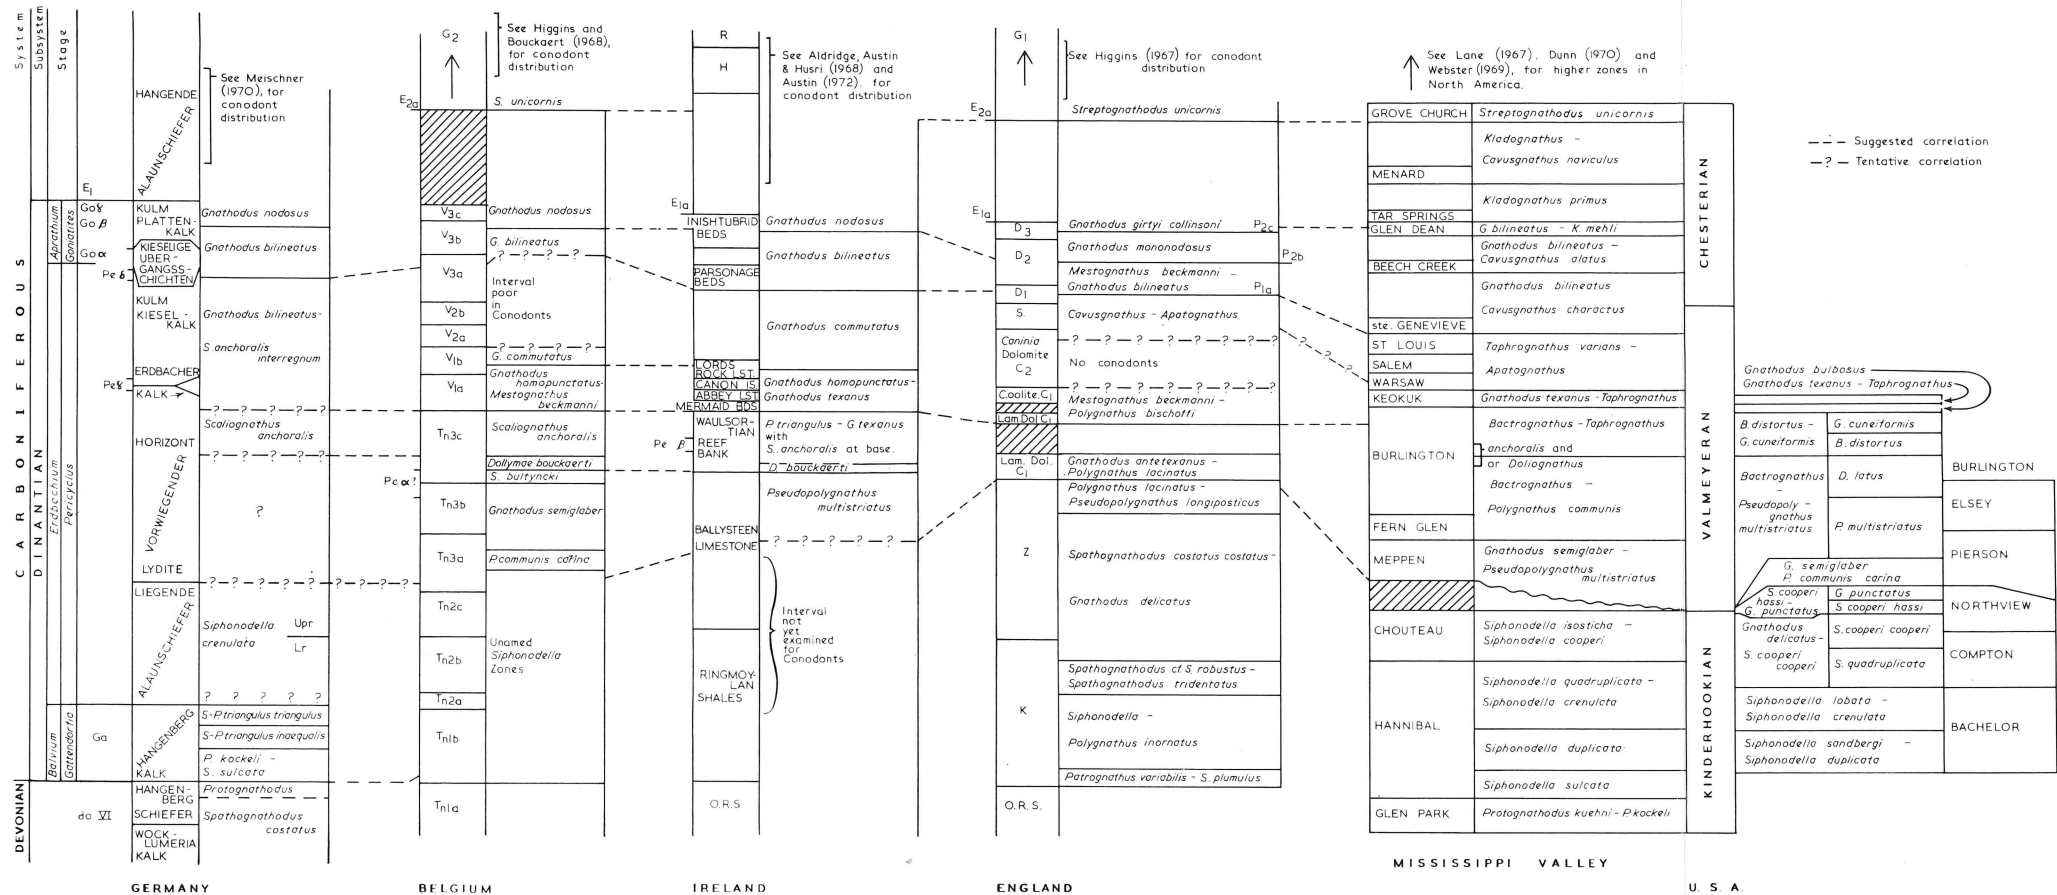 System
Subsystem
Stage
CARBONIFEROUS
DINANTIAN
DEVONIAN
Aprathium
Goniatites
Erdbachium
Pericyclus
Balvium
Gattendorfia
E1
Go γ
Go β
Go α
Pe δ
Pe γ
Ga
do VI
HANGENDE
ALAUNSCHIEFER
KULM
PLATTEN-
KALK
KIESELIGE
UBER-
GANGSS-
CHICHTEN
KULM
KIESEL-
KALK
ERDBACHER
KALK →
HORIZONT
VORWIEGENDER
LYDITE
LIEGENDE
ALAUNSCHIEFER
HANGENBERG
KALK
HANGEN-
BERG
SCHIEFER
WOCK-
LUMERIA
KALK
See Meischner
(1970), for
conodont
distribution
Gnathodus nodosus
Gnathodus bilineatus
Gnathodus bilineatus-
S.anchoralis
interregnum
? — ? — ? — ? — ?
Scaliognathus
anchoralis
? — ? — ? — ? — ?
?
? — ? — ? — ? — ? — ? — ? — ?
Siphonodella
crenulata
Upr
Lr
? ? ? ? ?
S-P.triangulus triangulus
S-P.triangulus inaequalis
P. kockeli –
S. sulcata
Protognathodus
Spathognathodus
costatus
GERMANY
G2
See Higgins and
Bouckaert (1968),
for conodont
distribution
E2a
S. unicornis
V3c
V3b
V3a
V2b
V2a
V1b
V1a
Tn3c
Tn3b
Tn3a
Tn2c
Tn2b
Tn2a
Tn1b
Tn1a
Gnathodus nodosus
G. bilineatus
? — ? — ? — ?
Interval
poor
in
Conodonts
? — ? — ? — ?
G. commutatus
Gnathodus
homopunctatus-
Mestognathus
beckmanni
Scaliognathus
anchoralis
Dollymae bouckaerti
S. bultyncki
Pe α?
Gnathodus semiglaber
P.communis carina
Unamed
Siphonodella
Zones
BELGIUM
R
H
See Aldridge, Austin
& Husri (1968) and
Austin (1972), for
conodont distribution
E1a
INISHTUBRID
BEDS
PARSONAGE
BEDS
LORDS
ROCK LST.
CANON IS.
ABBEY LST.
MERMAID BDS
WAULSOR-
TIAN
REEF
BANK
Pe β
BALLYSTEEN
LIMESTONE
RINGMOY-
LAN
SHALES
O.R.S
Gnathodus nodosus
Gnathodus bilineatus
Gnathodus commutatus
Gnathodus homopunctatus-
Gnathodus texanus
P.triangulus - G.texanus
with
S. anchoralis at base.
D. bouckaerti
Pseudopolygnathus
multistriatus
? — ? — ? — ? — ?
Interval
not
yet
examined
for
Conodonts
IRELAND
G1
See Higgins (1967) for conodont
distribution
E2a
Streptognathodus unicornis
E1a
D3
D2
D1
S.
Caninia
Dolomite
C2
C.oolite.C1
Lam Dol C1
Lam. Dol.
C1
Z
K
O.R.S.
Gnathodus girtyi collinsoni
P2c
Gnathodus mononodosus
P2b
Mestognathus beckmanni –
Gnathodus bilineatus
P1a
Cavusgnathus – Apatognathus
? — ? — ? — ? — ? — ? — ? — ?
No conodonts
? — ? — ? — ? — ? — ? — ?
Mestognathus beckmanni –
Polygnathus bischoffi
Gnathodus antetexanus –
Polygnathus lacinatus
Polygnathus lacinatus –
Pseudopolygnathus longiposticus
Spathognathodus costatus costatus–
Gnathodus delicatus
Spathognathodus cf. S. robustus –
Spathognathodus tridentatus
Siphonodella –
Polygnathus inornatus
Patrognathus variabilis – S. plumulus
ENGLAND
See Lane (1967), Dunn (1970) and
Webster (1969), for higher zones in
North America.
GROVE CHURCH
MENARD
TAR SPRINGS
GLEN DEAN
BEECH CREEK
ste. GENEVIEVE
ST LOUIS
SALEM
WARSAW
KEOKUK
BURLINGTON
FERN GLEN
MEPPEN
CHOUTEAU
HANNIBAL
GLEN PARK
Streptognathodus unicornis
Kladognathus –
Cavusgnathus naviculus
Kladognathus primus
G. bilineatus – K. mehli
Gnathodus bilineatus –
Cavusgnathus alatus
Gnathodus bilineatus
Cavusgnathus charactus
Taphrognathus varians –
Apatognathus
Gnathodus texanus -Taphrognathus
Bactrognathus -Taphrognathus
anchoralis and
or Doliognathus
Bactrognathus –
Polygnathus communis
Gnathodus semiglaber –
Pseudopolygnathus
multistriatus
Siphonodella isosticha –
Siphonodella cooperi
Siphonodella quadruplicata –
Siphonodella crenulata
Siphonodella duplicata
Siphonodella sulcata
Protognathodus kuehni – P.kockeli
MISSISSIPPI VALLEY
CHESTERIAN
VALMEYERAN
KINDERHOOKIAN
– – – Suggested correlation
— ? — Tentative correlation
Gnathodus bulbosus
Gnathodus texanus – Taphrognathus
B.distortus –
G.cuneiformis
G.cuneiformis
B.distortus
Bactrognathus
–
Pseudopoly-
gnathus
multistriatus
D. latus
P. multistriatus
G. semiglaber
P. communis carina
S.cooperi
hassi –
G. punctatus
G. punctatus
S cooperi hassi
Gnathodus
delicatus–
S. cooperi
cooperi
S.cooperi cooperi
S. quadruplicata
Siphonodella lobata –
Siphonodella crenulata
Siphonodella sandbergi –
Siphonodella duplicata
BURLINGTON
ELSEY
PIERSON
NORTHVIEW
COMPTON
BACHELOR
U. S. A.